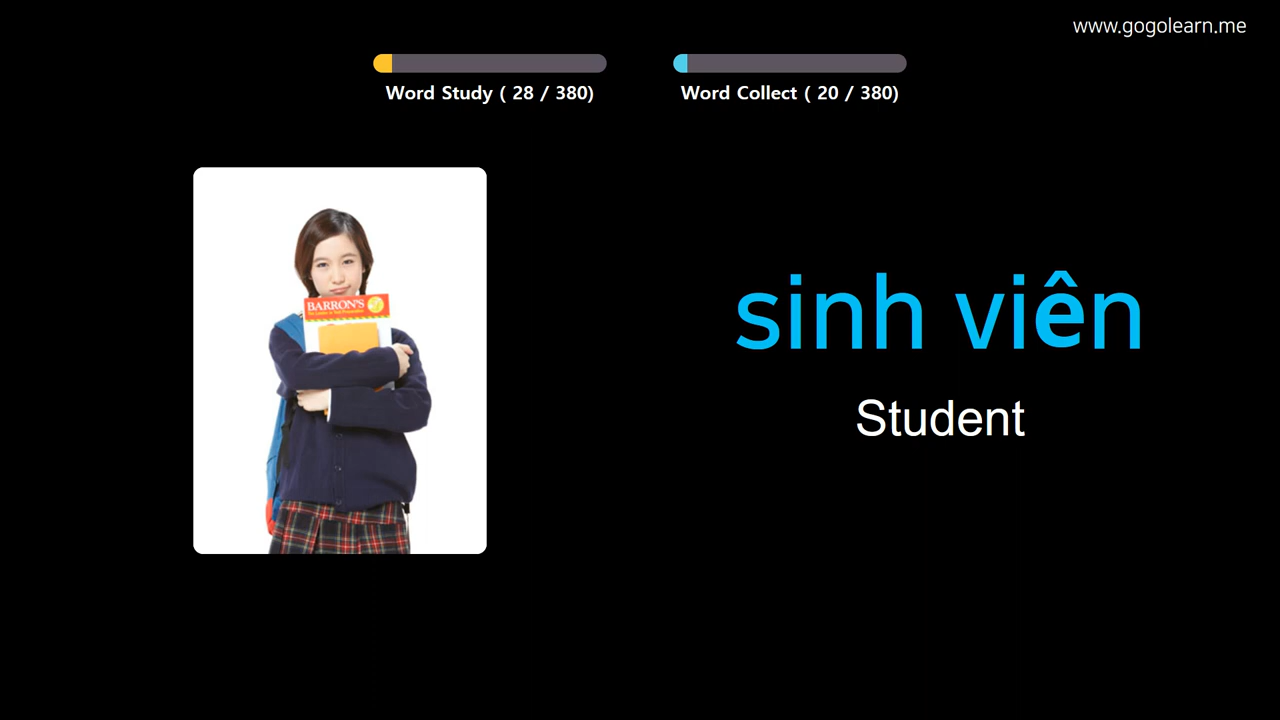 www.gogolearn.me
Word Study ( 28 / 380)
Word Collect ( 20 / 380)
BARRON'S
sinh viên
Student